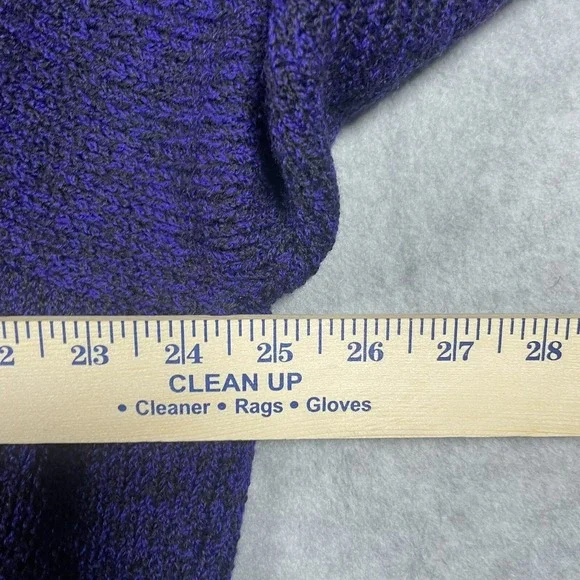 2 23 24 25 26 27 28
CLEAN UP
• Cleaner • Rags • Gloves